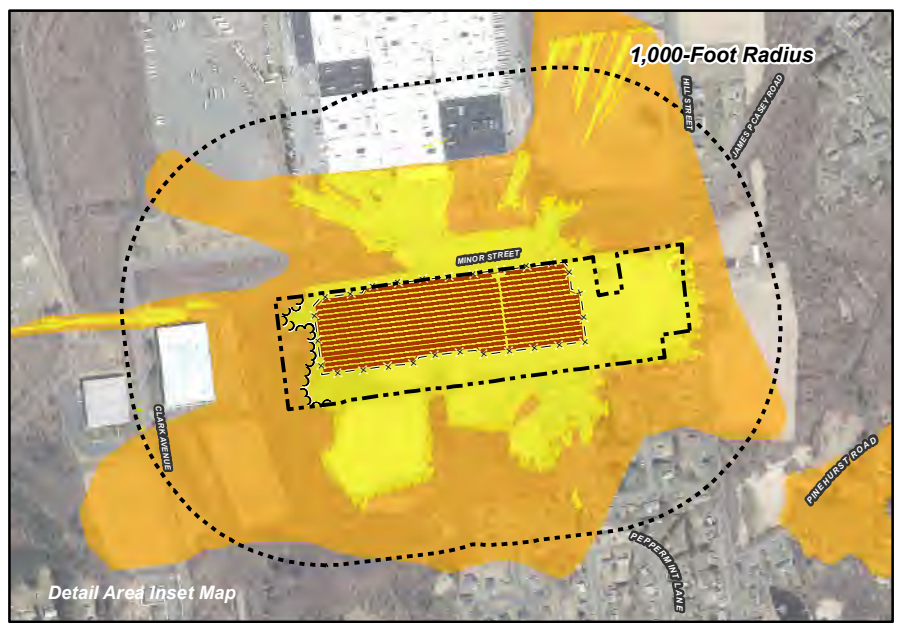 1,000-Foot Radius
HILL STREET
JAMES P CASEY ROAD
MINOR STREET
CLARK AVENUE
PINEHURST ROAD
PEPPERMINT LANE
Detail Area Inset Map